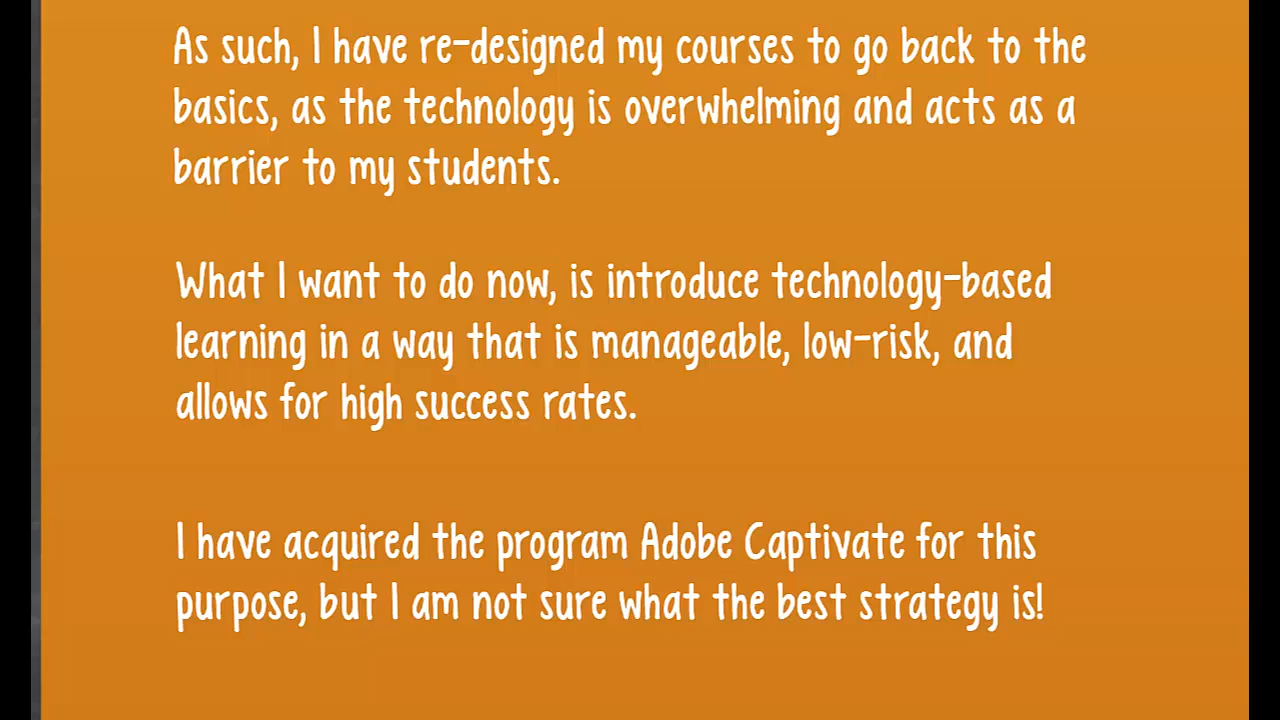 As such, I have re-designed my courses to go back to the
basics, as the technology is overwhelming and acts as a
barrier to my students.
What I want to do now, is introduce technology-based
learning in a way that is manageable, low-risk, and
allows for high success rates.
I have acquired the program Adobe Captivate for this
purpose, but I am not sure what the best strategy is!